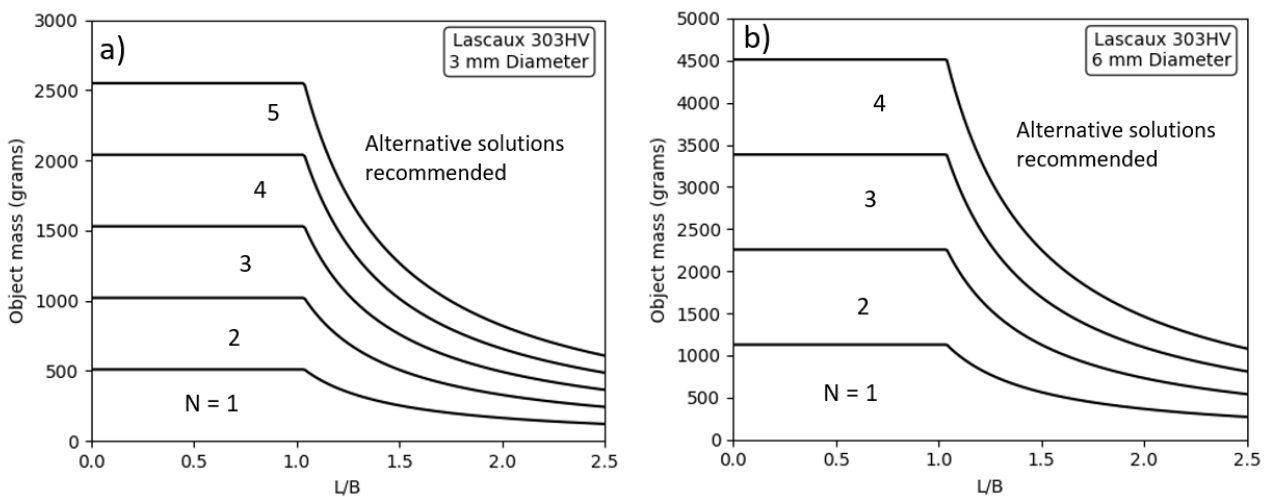 a)
Lascaux 303HV
3 mm Diameter
Object mass (grams)
3000
2500
2000
1500
1000
500
0
5
4
3
2
N = 1
Alternative solutions
recommended
0.0 0.5 1.0 1.5 2.0 2.5
L/B
b)
Lascaux 303HV
6 mm Diameter
Object mass (grams)
5000
4500
4000
3500
3000
2500
2000
1500
1000
500
0
4
3
2
N = 1
Alternative solutions
recommended
0.0 0.5 1.0 1.5 2.0 2.5
L/B